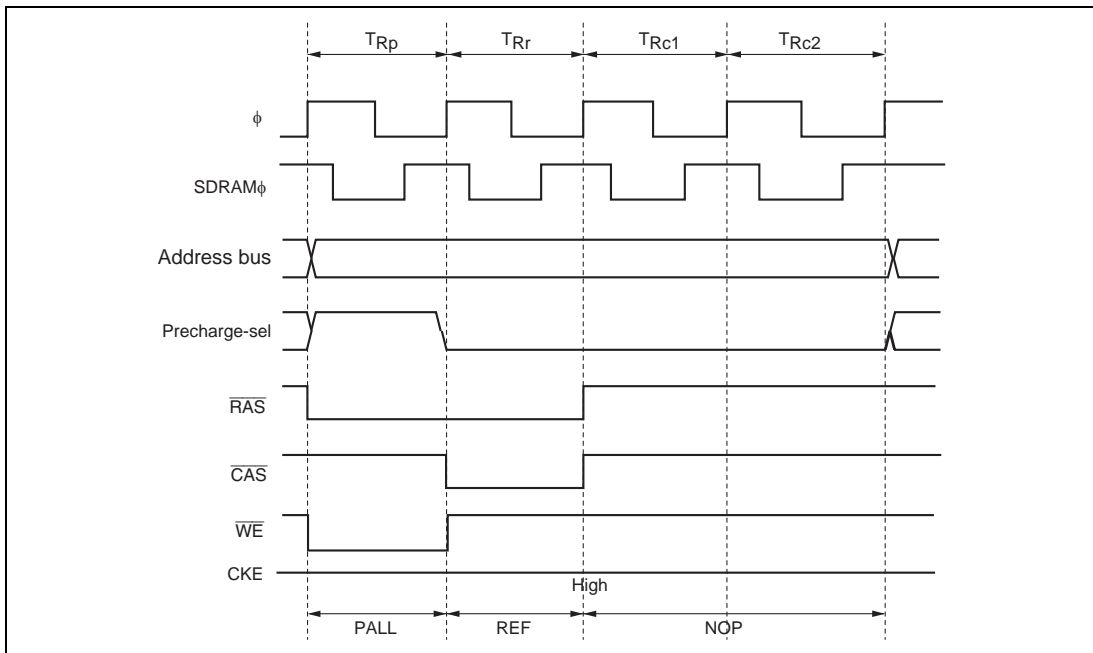 TRp TRr TRc1 TRc2
ϕ
SDRAMϕ
Address bus
Precharge-sel
RAS
CAS
WE
CKE
High
PALL REF NOP